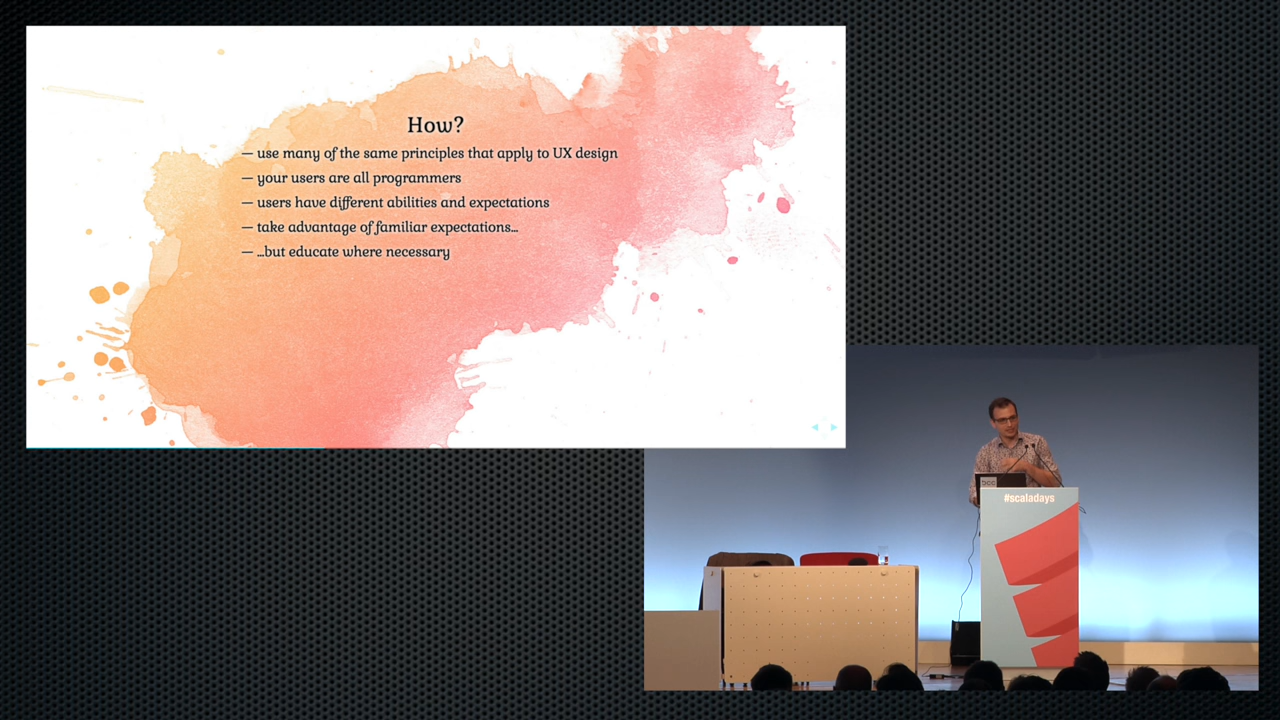 How?
— use many of the same principles that apply to UX design
— your users are all programmers
— users have different abilities and expectations
— take advantage of familiar expectations...
— ...but educate where necessary
bcc
#scaladays